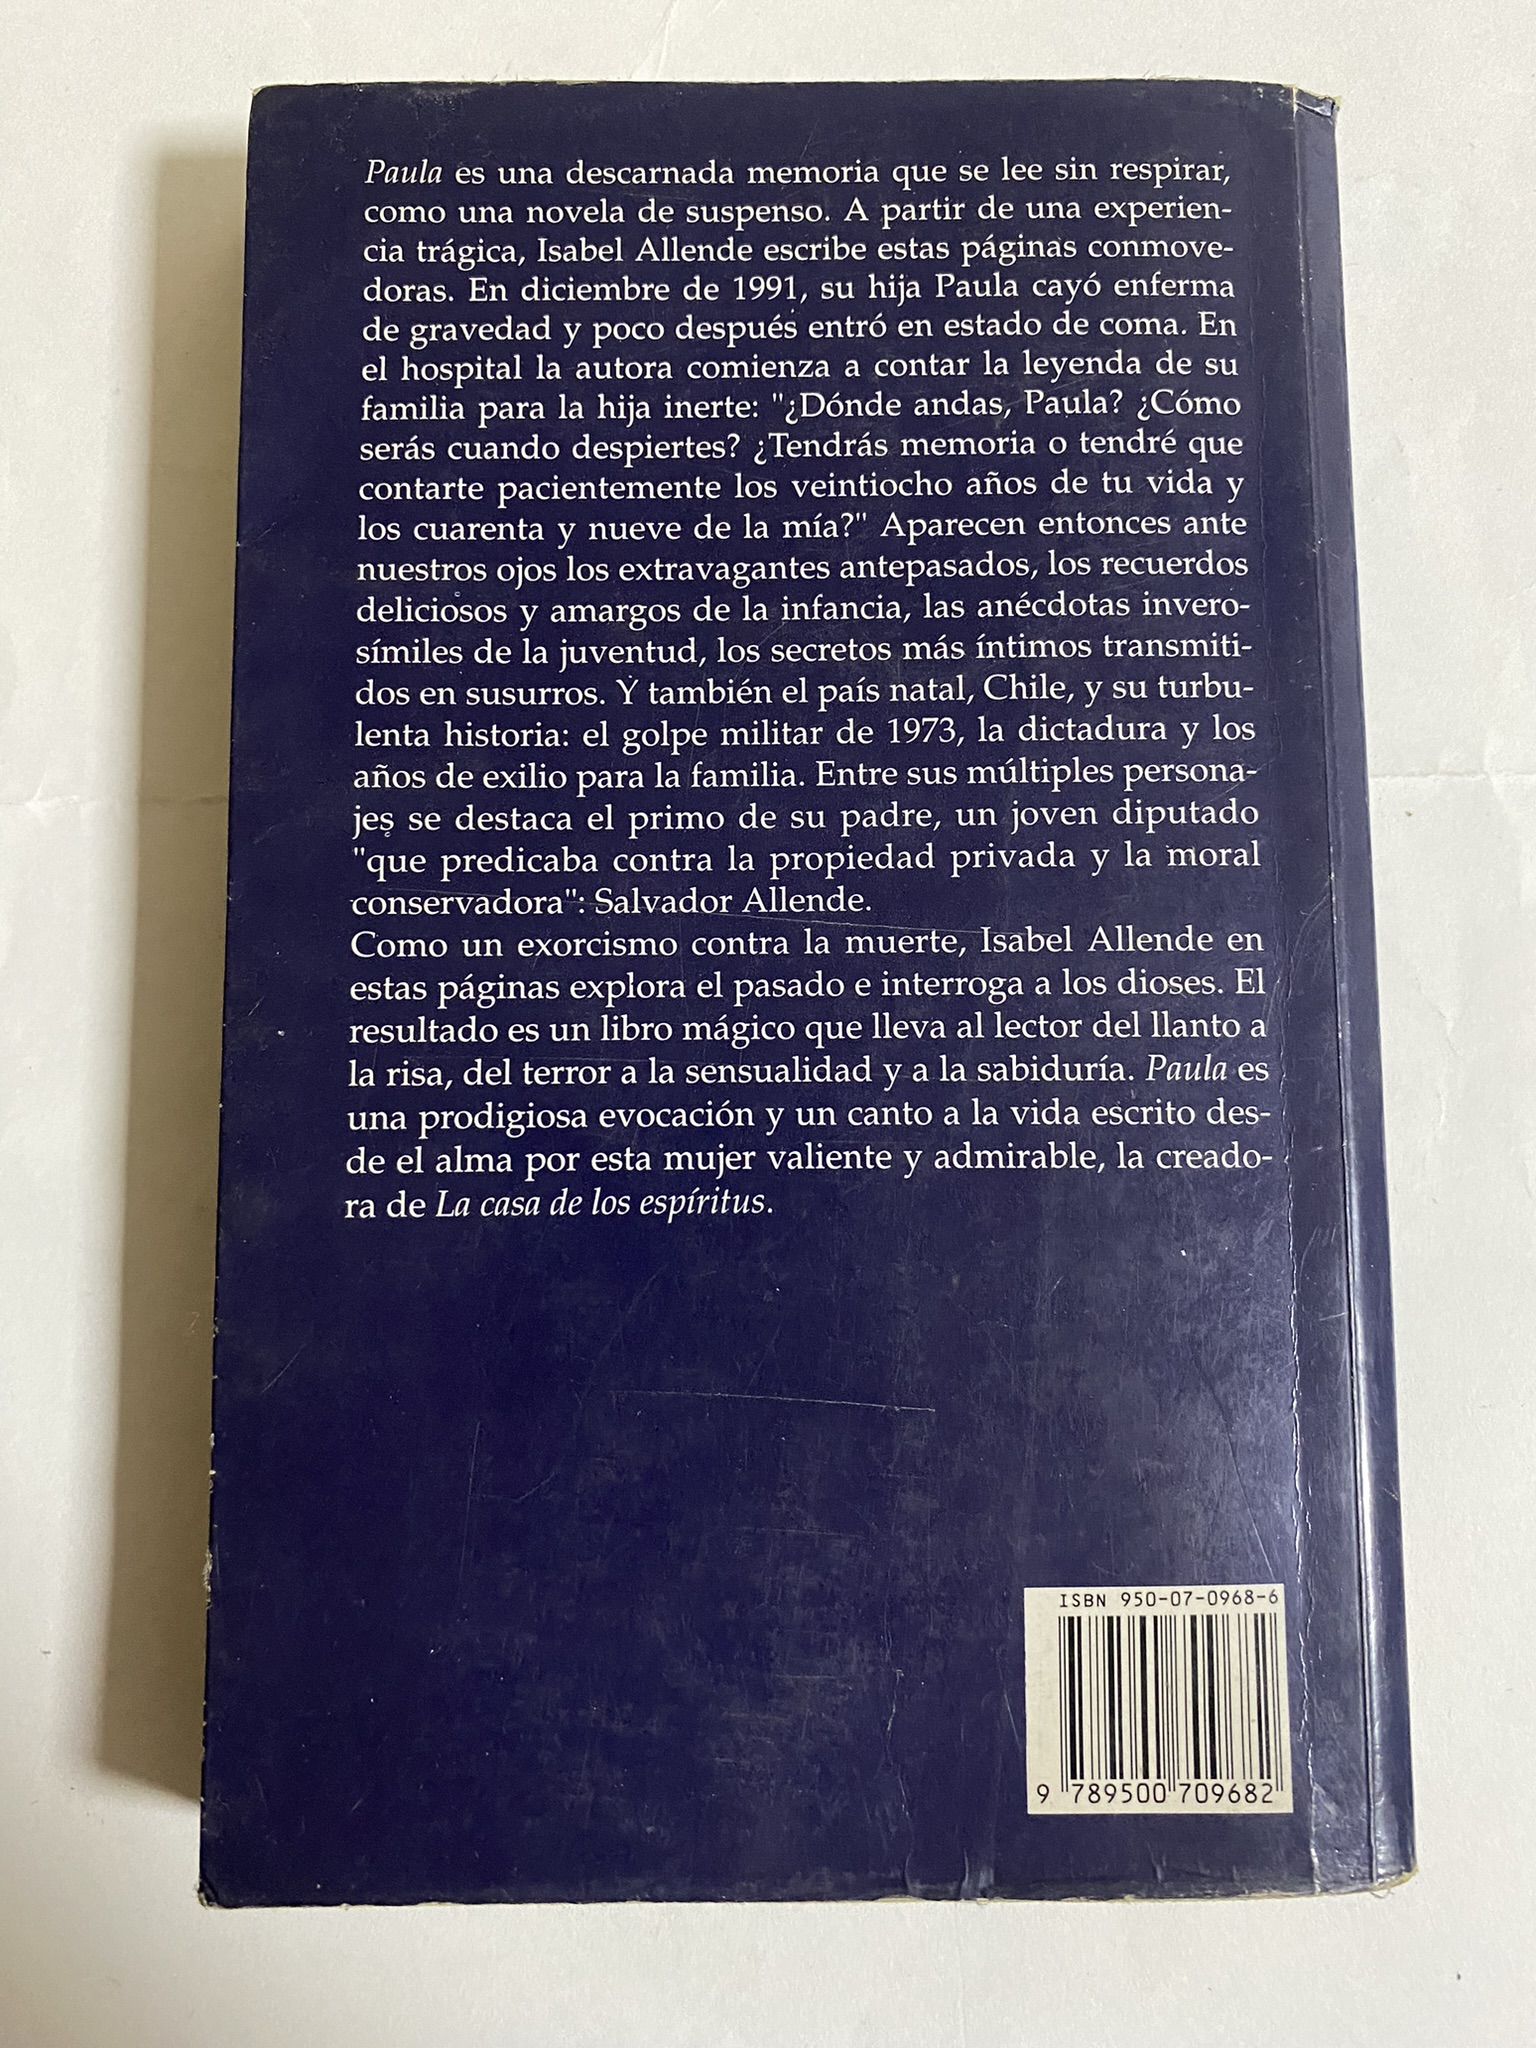 Paula es una descarnada memoria que se lee sin respirar,
como una novela de suspenso. A partir de una experien-
cia trágica, Isabel Allende escribe estas páginas conmove-
doras. En diciembre de 1991, su hija Paula cayó enferma
de gravedad y poco después entró en estado de coma. En
el hospital la autora comienza a contar la leyenda de su
familia para la hija inerte: "¿Dónde andas, Paula? ¿Cómo
serás cuando despiertes? ¿Tendrás memoria o tendré que
contarte pacientemente los veintiocho años de tu vida y
los cuarenta y nueve de la mía?" Aparecen entonces ante
nuestros ojos los extravagantes antepasados, los recuerdos
deliciosos y amargos de la infancia, las anécdotas invero-
símiles de la juventud, los secretos más íntimos transmiti-
dos en susurros. Y también el país natal, Chile, y su turbu-
lenta historia: el golpe militar de 1973, la dictadura y los
años de exilio para la familia. Entre sus múltiples persona-
jes se destaca el primo de su padre, un joven diputado
"que predicaba contra la propiedad privada y la moral
conservadora": Salvador Allende.
Como un exorcismo contra la muerte, Isabel Allende en
estas páginas explora el pasado e interroga a los dioses. El
resultado es un libro mágico que lleva al lector del llanto a
la risa, del terror a la sensualidad y a la sabiduría. Paula es
una prodigiosa evocación y un canto a la vida escrito des-
de el alma por esta mujer valiente y admirable, la creado-
ra de La casa de los espíritus.
ISBN 950-07-0968-6
9 789500 709682